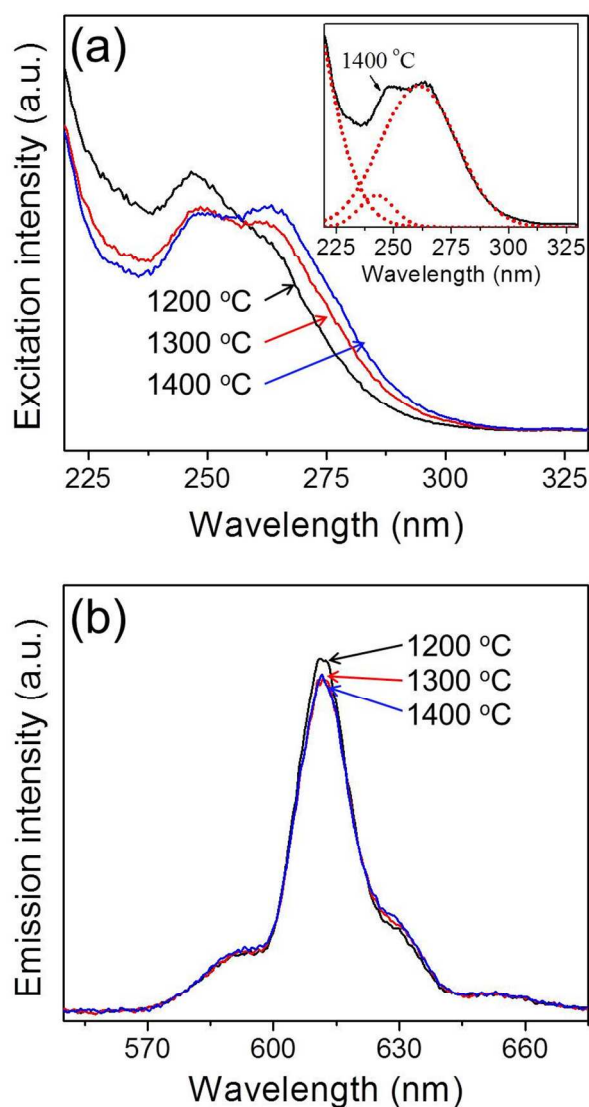 (a)
Excitation intensity (a.u.)
1400 °C
225 250 275 300 325
Wavelength (nm)
1200 °C
1300 °C
1400 °C
225 250 275 300 325
Wavelength (nm)
(b)
Emission intensity (a.u.)
1200 °C
1300 °C
1400 °C
570 600 630 660
Wavelength (nm)